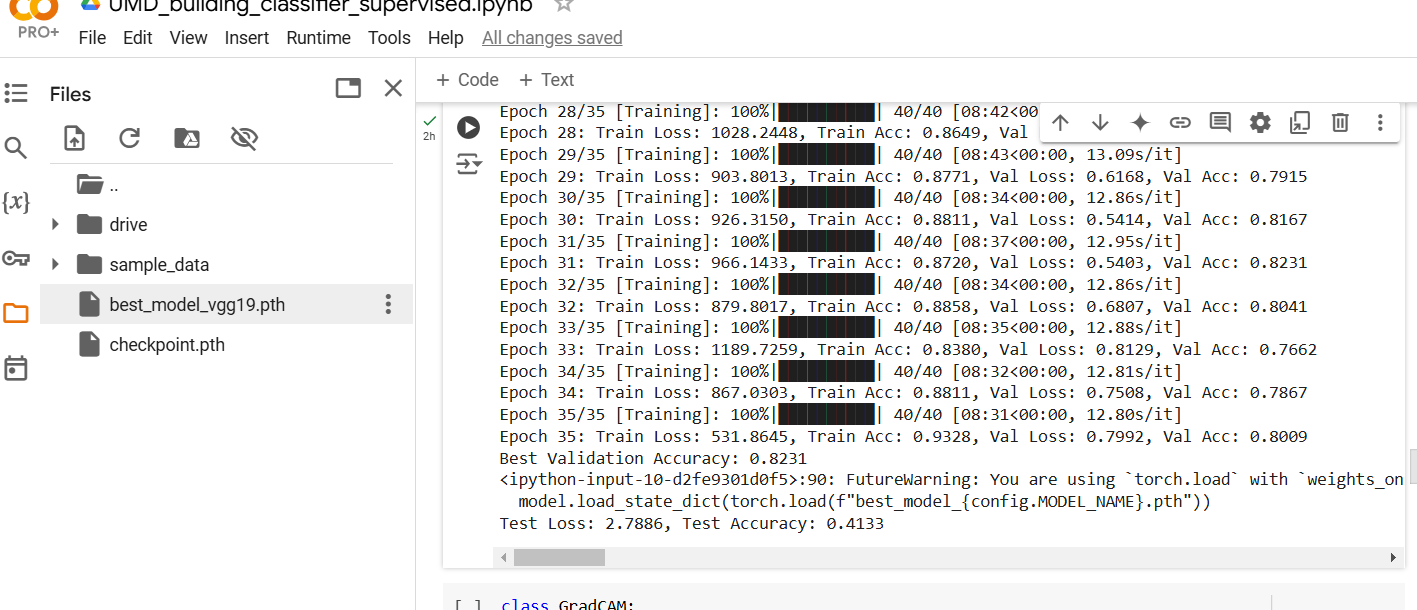 UMD_building_classifier_supervised.ipynb
PRO+
File Edit View Insert Runtime Tools Help All changes saved
Files
+ Code + Text
..
drive
sample_data
best_model_vgg19.pth
checkpoint.pth
{x}
2h
Epoch 28/35 [Training]: 100%|██████████| 40/40 [08:42<00
Epoch 28: Train Loss: 1028.2448, Train Acc: 0.8649, Val
Epoch 29/35 [Training]: 100%|██████████| 40/40 [08:43<00:00, 13.09s/it]
Epoch 29: Train Loss: 903.8013, Train Acc: 0.8771, Val Loss: 0.6168, Val Acc: 0.7915
Epoch 30/35 [Training]: 100%|██████████| 40/40 [08:34<00:00, 12.86s/it]
Epoch 30: Train Loss: 926.3150, Train Acc: 0.8811, Val Loss: 0.5414, Val Acc: 0.8167
Epoch 31/35 [Training]: 100%|██████████| 40/40 [08:37<00:00, 12.95s/it]
Epoch 31: Train Loss: 966.1433, Train Acc: 0.8720, Val Loss: 0.5403, Val Acc: 0.8231
Epoch 32/35 [Training]: 100%|██████████| 40/40 [08:34<00:00, 12.86s/it]
Epoch 32: Train Loss: 879.8017, Train Acc: 0.8858, Val Loss: 0.6807, Val Acc: 0.8041
Epoch 33/35 [Training]: 100%|██████████| 40/40 [08:35<00:00, 12.88s/it]
Epoch 33: Train Loss: 1189.7259, Train Acc: 0.8380, Val Loss: 0.8129, Val Acc: 0.7662
Epoch 34/35 [Training]: 100%|██████████| 40/40 [08:32<00:00, 12.81s/it]
Epoch 34: Train Loss: 867.0303, Train Acc: 0.8811, Val Loss: 0.7508, Val Acc: 0.7867
Epoch 35/35 [Training]: 100%|██████████| 40/40 [08:31<00:00, 12.80s/it]
Epoch 35: Train Loss: 531.8645, Train Acc: 0.9328, Val Loss: 0.7992, Val Acc: 0.8009
Best Validation Accuracy: 0.8231
<ipython-input-10-d2fe9301d0f5>:90: FutureWarning: You are using `torch.load` with `weights_on
model.load_state_dict(torch.load(f"best_model_{config.MODEL_NAME}.pth"))
Test Loss: 2.7886, Test Accuracy: 0.4133
[ ] class GradCAM: